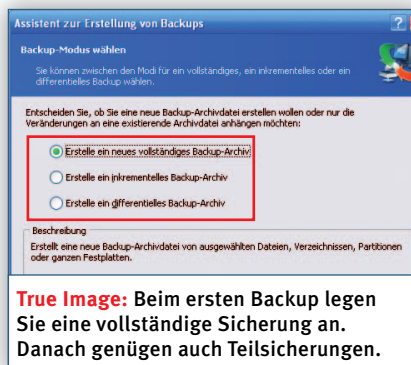 Assistent zur Erstellung von Backups
Backup-Modus wählen
Sie können zwischen den Modi für ein vollständiges, ein inkrementelles oder ein
differentielles Backup wählen.
Entscheiden Sie, ob Sie eine neue Backup-Archivdatei erstellen wollen oder nur die
Veränderungen an eine existierende Archivdatei anhängen möchten:
Erstelle ein neues vollständiges Backup-Archiv
Erstelle ein inkrementelles Backup-Archiv
Erstelle ein differentielles Backup-Archiv
Beschreibung
Erstellt eine neue Backup-Archivdatei von ausgewählten Dateien, Verzeichnissen, Partitionen
oder ganzen Festplatten.
True Image: Beim ersten Backup legen
Sie eine vollständige Sicherung an.
Danach genügen auch Teilsicherungen.